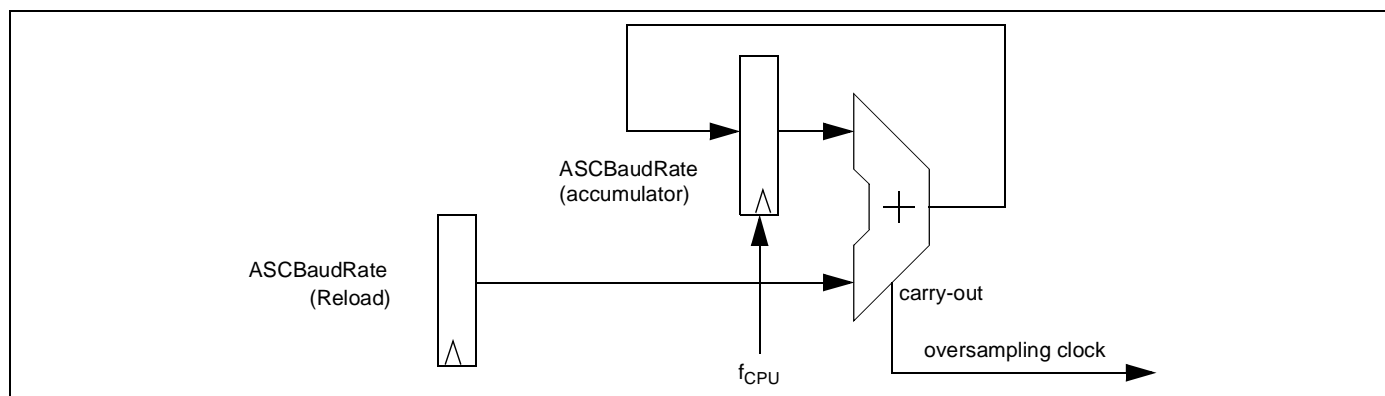 ASCBaudRate
(accumulator)
+
ASCBaudRate
(Reload)
carry-out
oversampling clock
fCPU